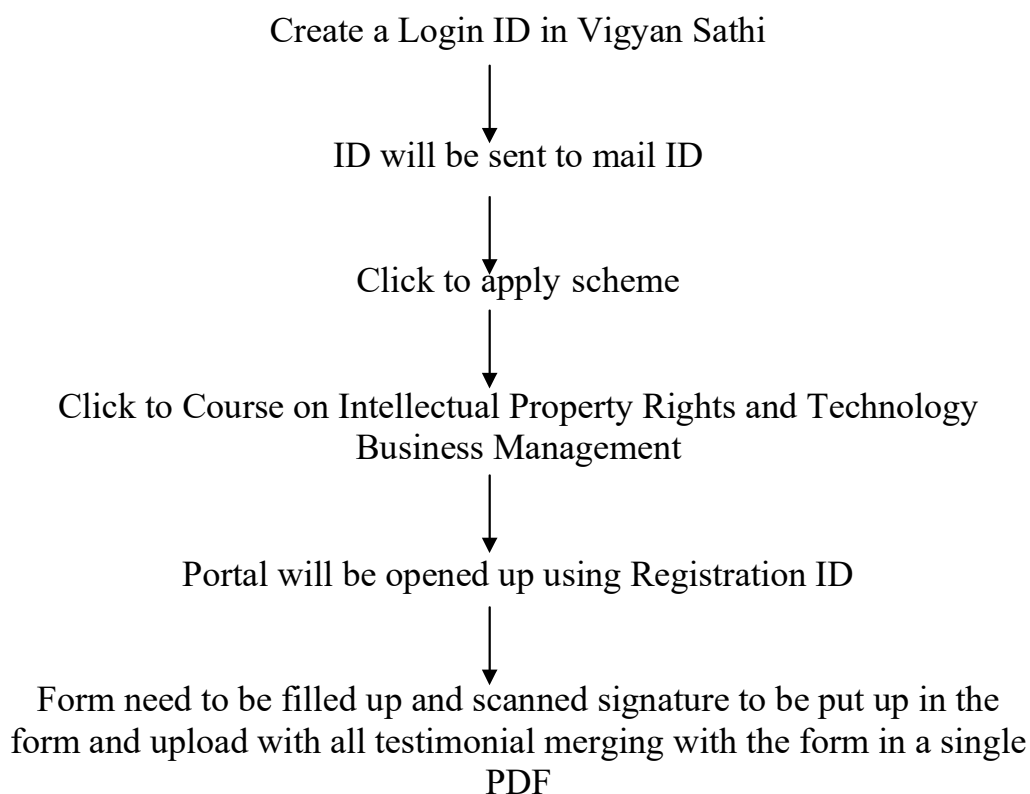 Create a Login ID in Vigyan Sathi
ID will be sent to mail ID
Click to apply scheme
Click to Course on Intellectual Property Rights and Technology
Business Management
Portal will be opened up using Registration ID
Form need to be filled up and scanned signature to be put up in the
form and upload with all testimonial merging with the form in a single
PDF